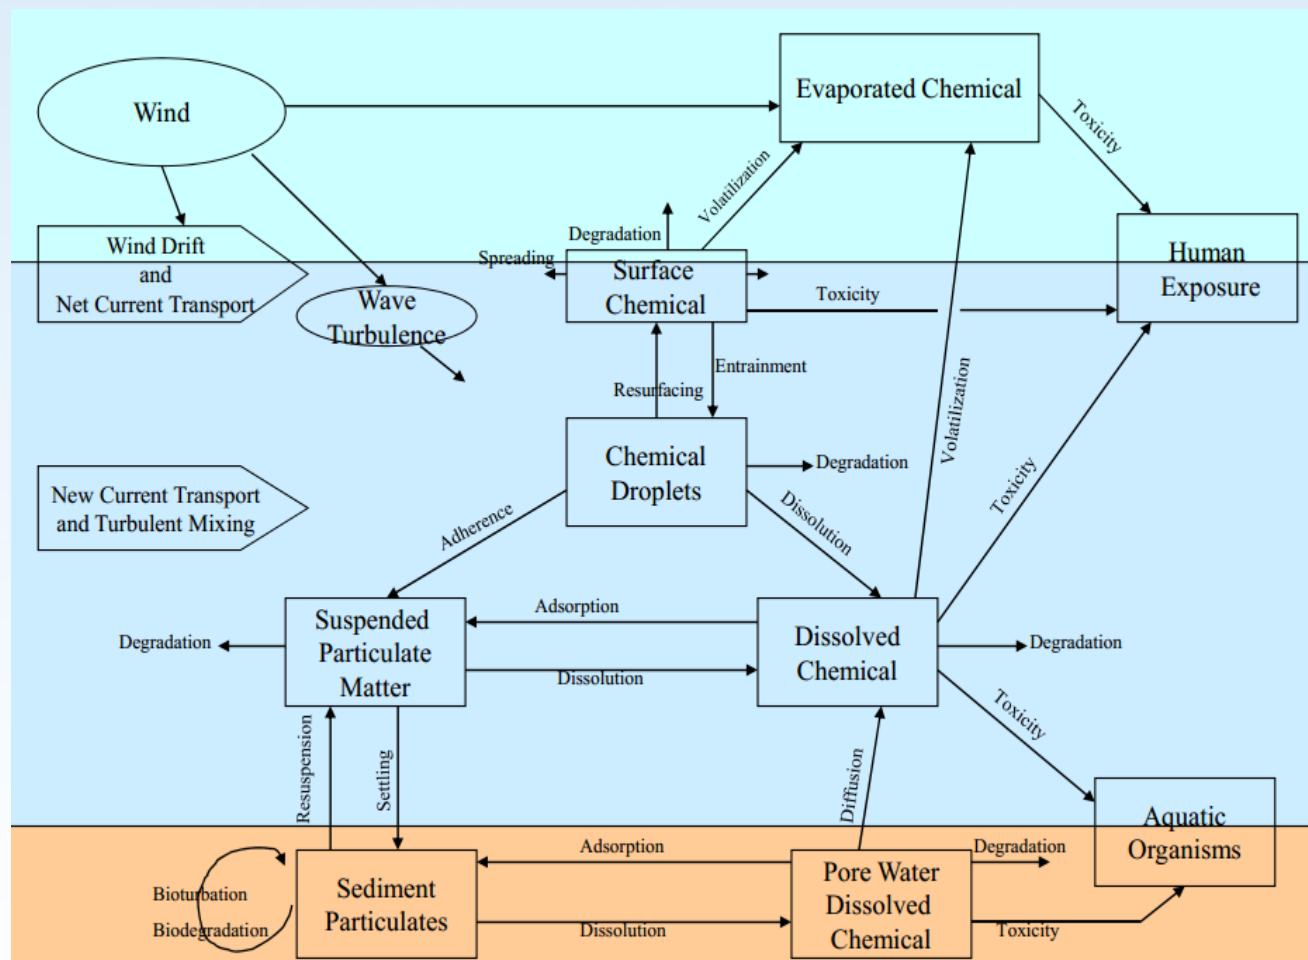 Evaporated Chemical
Wind
Toxicity
Volatilization
Degradation
Wind Drift
and
Net Current Transport
Spreading
Surface
Chemical
Human
Exposure
Toxicity
Wave
Turbulence
Entrainment
Resurfacing
Volatilization
Chemical
Droplets
Degradation
Toxicity
New Current Transport
and Turbulent Mixing
Adherence
Dissolution
Suspended
Particulate
Matter
Adsorption
Dissolved
Chemical
Degradation
Degradation
Dissolution
Toxicity
Resuspension
Settling
Diffusion
Aquatic
Organisms
Adsorption
Degradation
Bioturbation
Biodegradation
Sediment
Particulates
Pore Water
Dissolved
Chemical
Dissolution
Toxicity